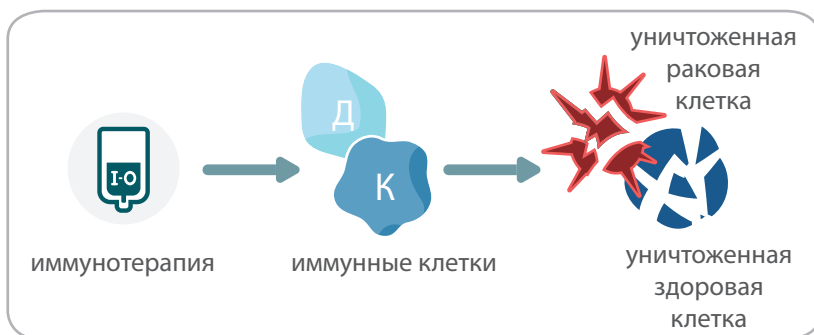 уничтоженная
раковая
клетка
Д
К
I-O
иммунотерапия
иммунные клетки
уничтоженная
здоровая
клетка